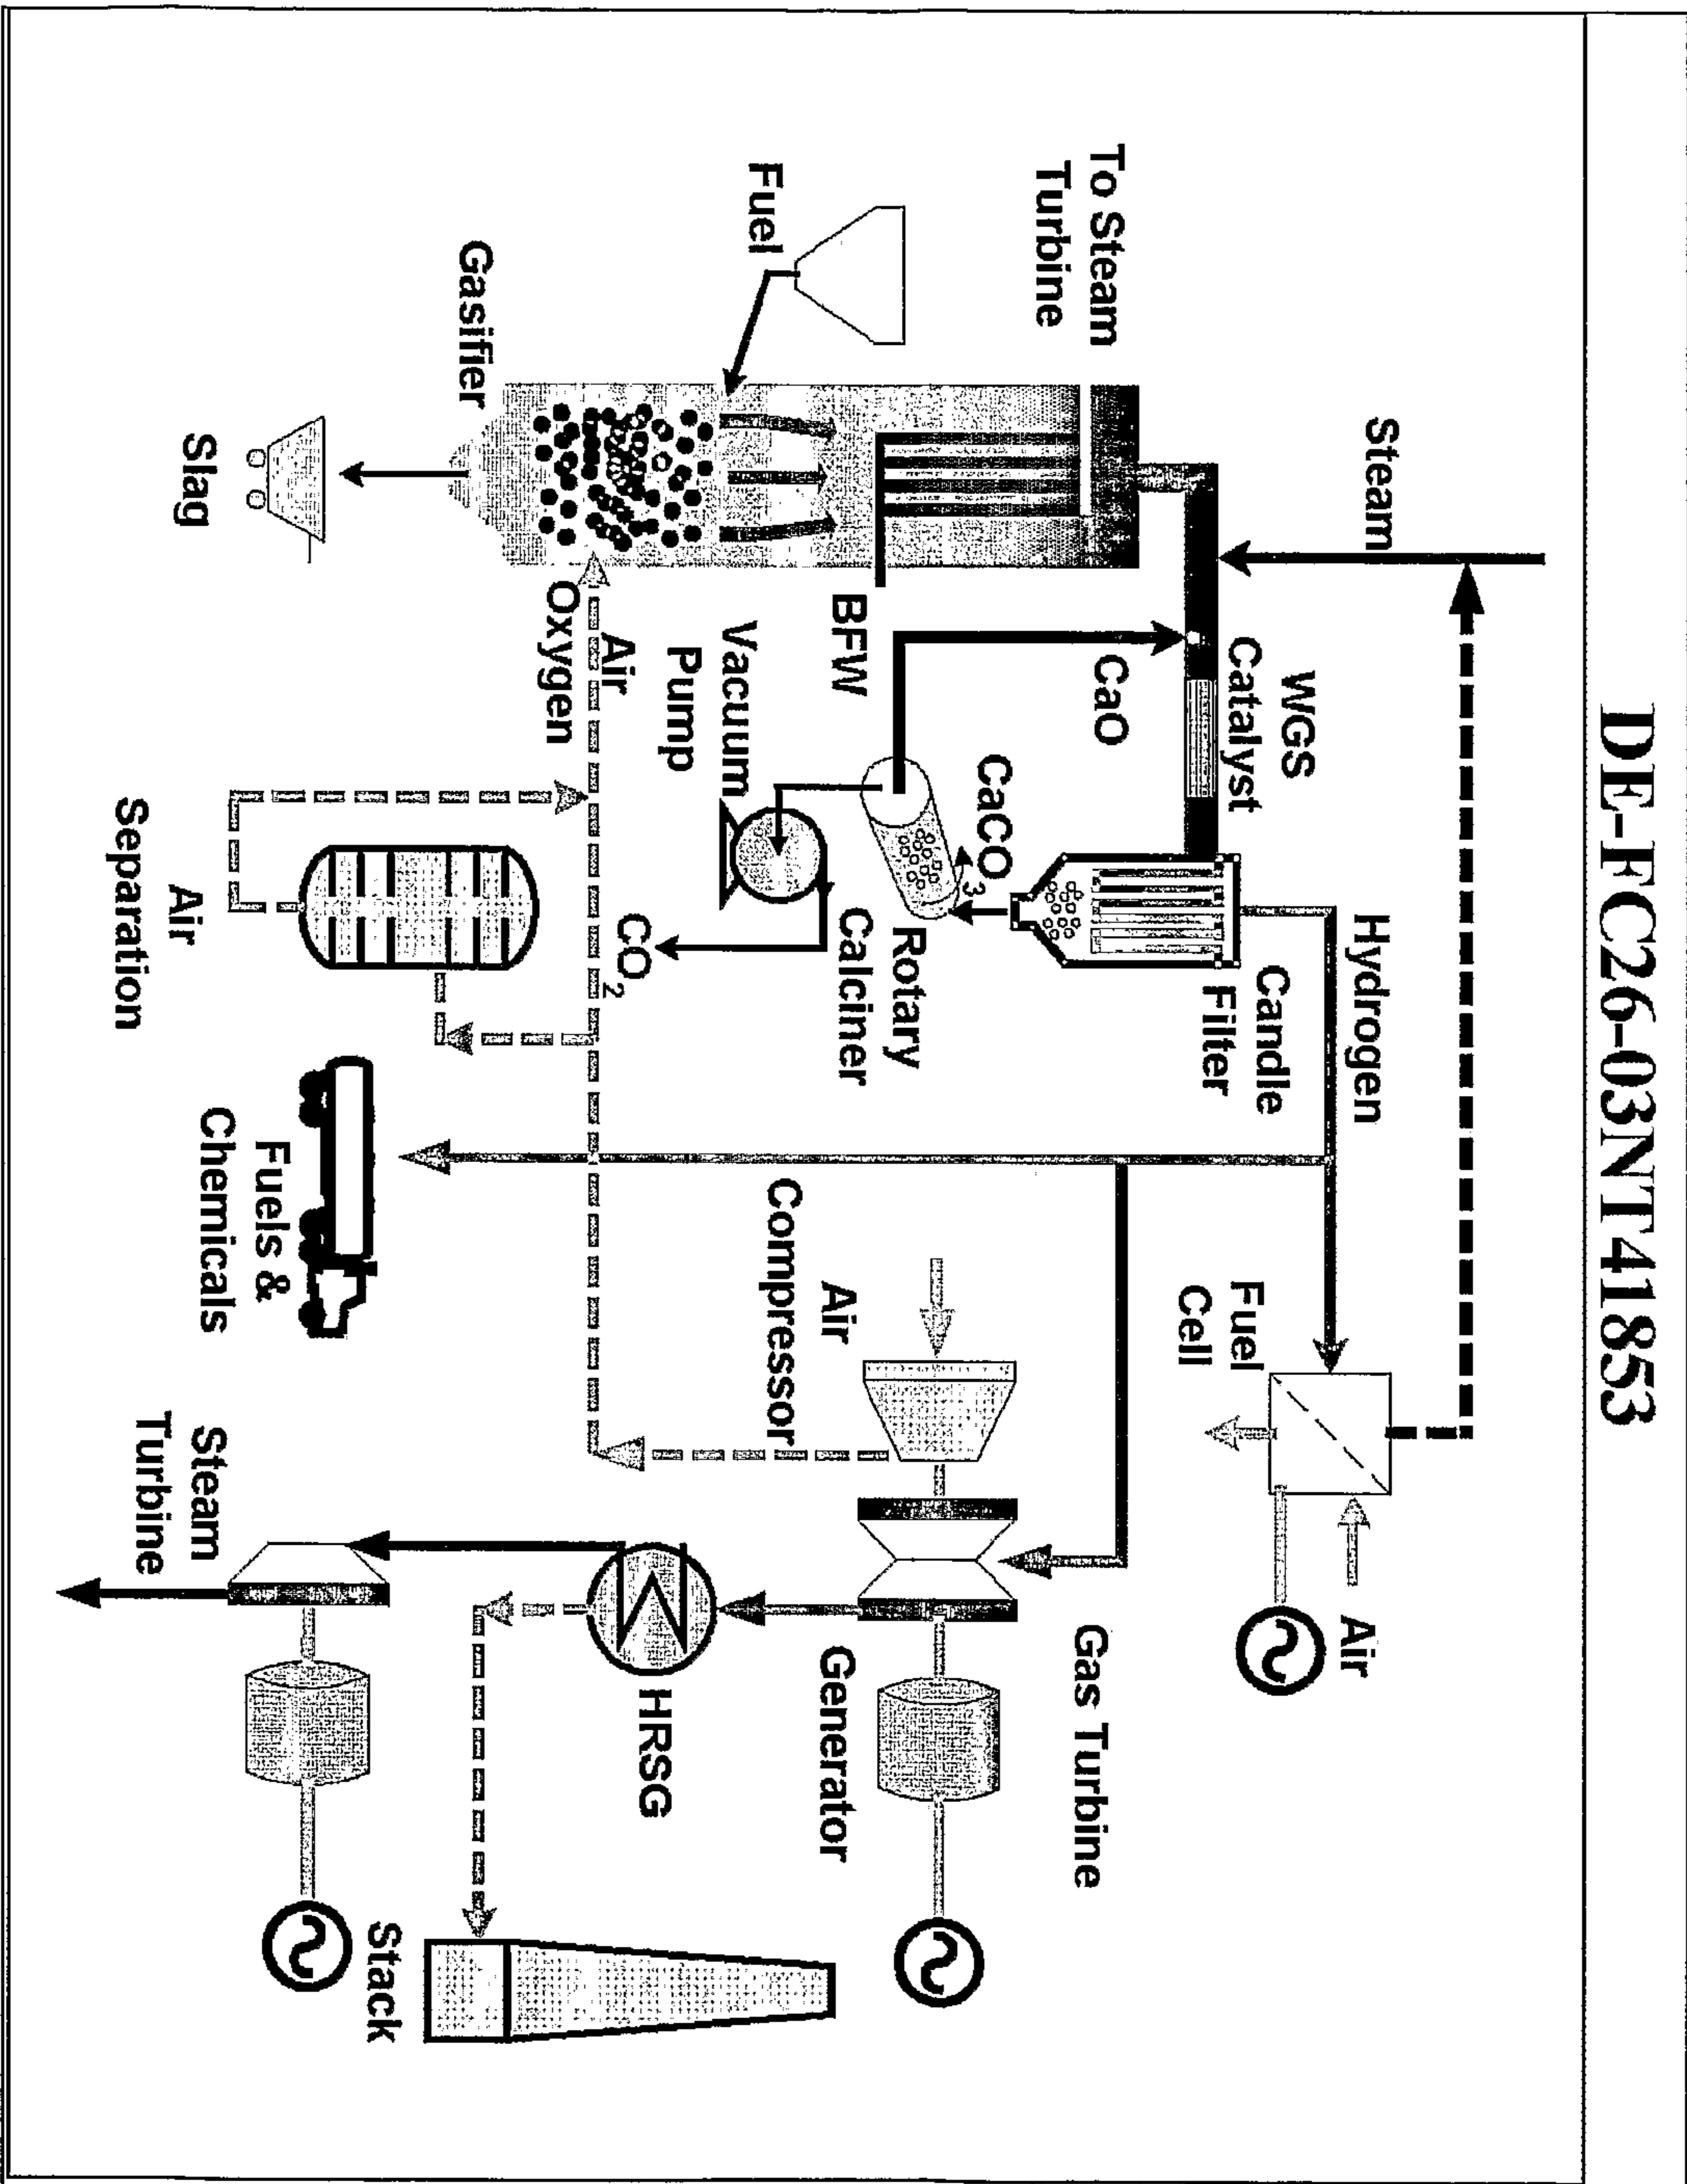 DE-FC26-03NT41853
Steam
WGS
Catalyst
Hydrogen
Candle
Filter
Fuel
Cell
Air
To Steam
Turbine
CaO
CaCO3
Rotary
Calciner
Gas Turbine
Fuel
BFW
Vacuum
Pump
CO2
Air
Compressor
Generator
HRSG
Gasifier
Air
Oxygen
Slag
Air
Separation
Fuels &
Chemicals
Steam
Turbine
Stack